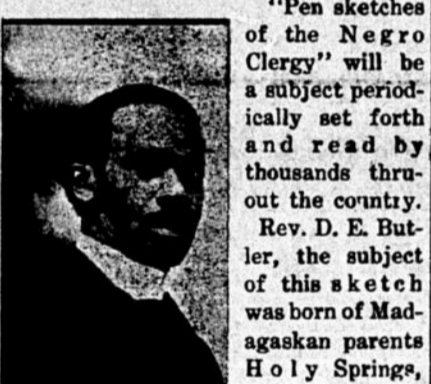 "Pen sketches
of the Negro
Clergy" will be
a subject period-
ically set forth
and read by
thousands thru-
out the country.
Rev. D. E. But-
ler, the subject
of this sketch
was born of Mad-
agaskan parents
Holy Springs,